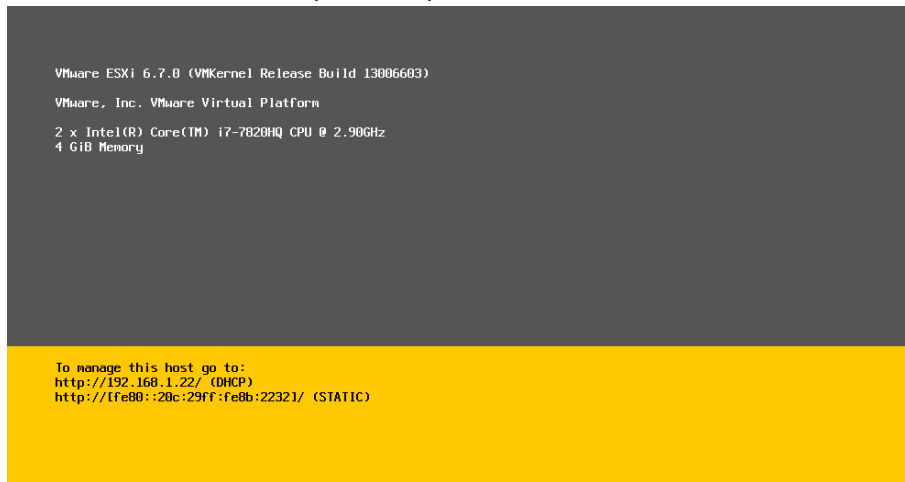 VMware ESXi 6.7.0 (VMKernel Release Build 13006603)
VMware, Inc. VMware Virtual Platform
2 x Intel(R) Core(TM) i7-7820HQ CPU @ 2.90GHz
4 GiB Memory
To manage this host go to:
http://192.168.1.22/ (DHCP)
http://[fe80::20c:29ff:fe8b:2232]/ (STATIC)